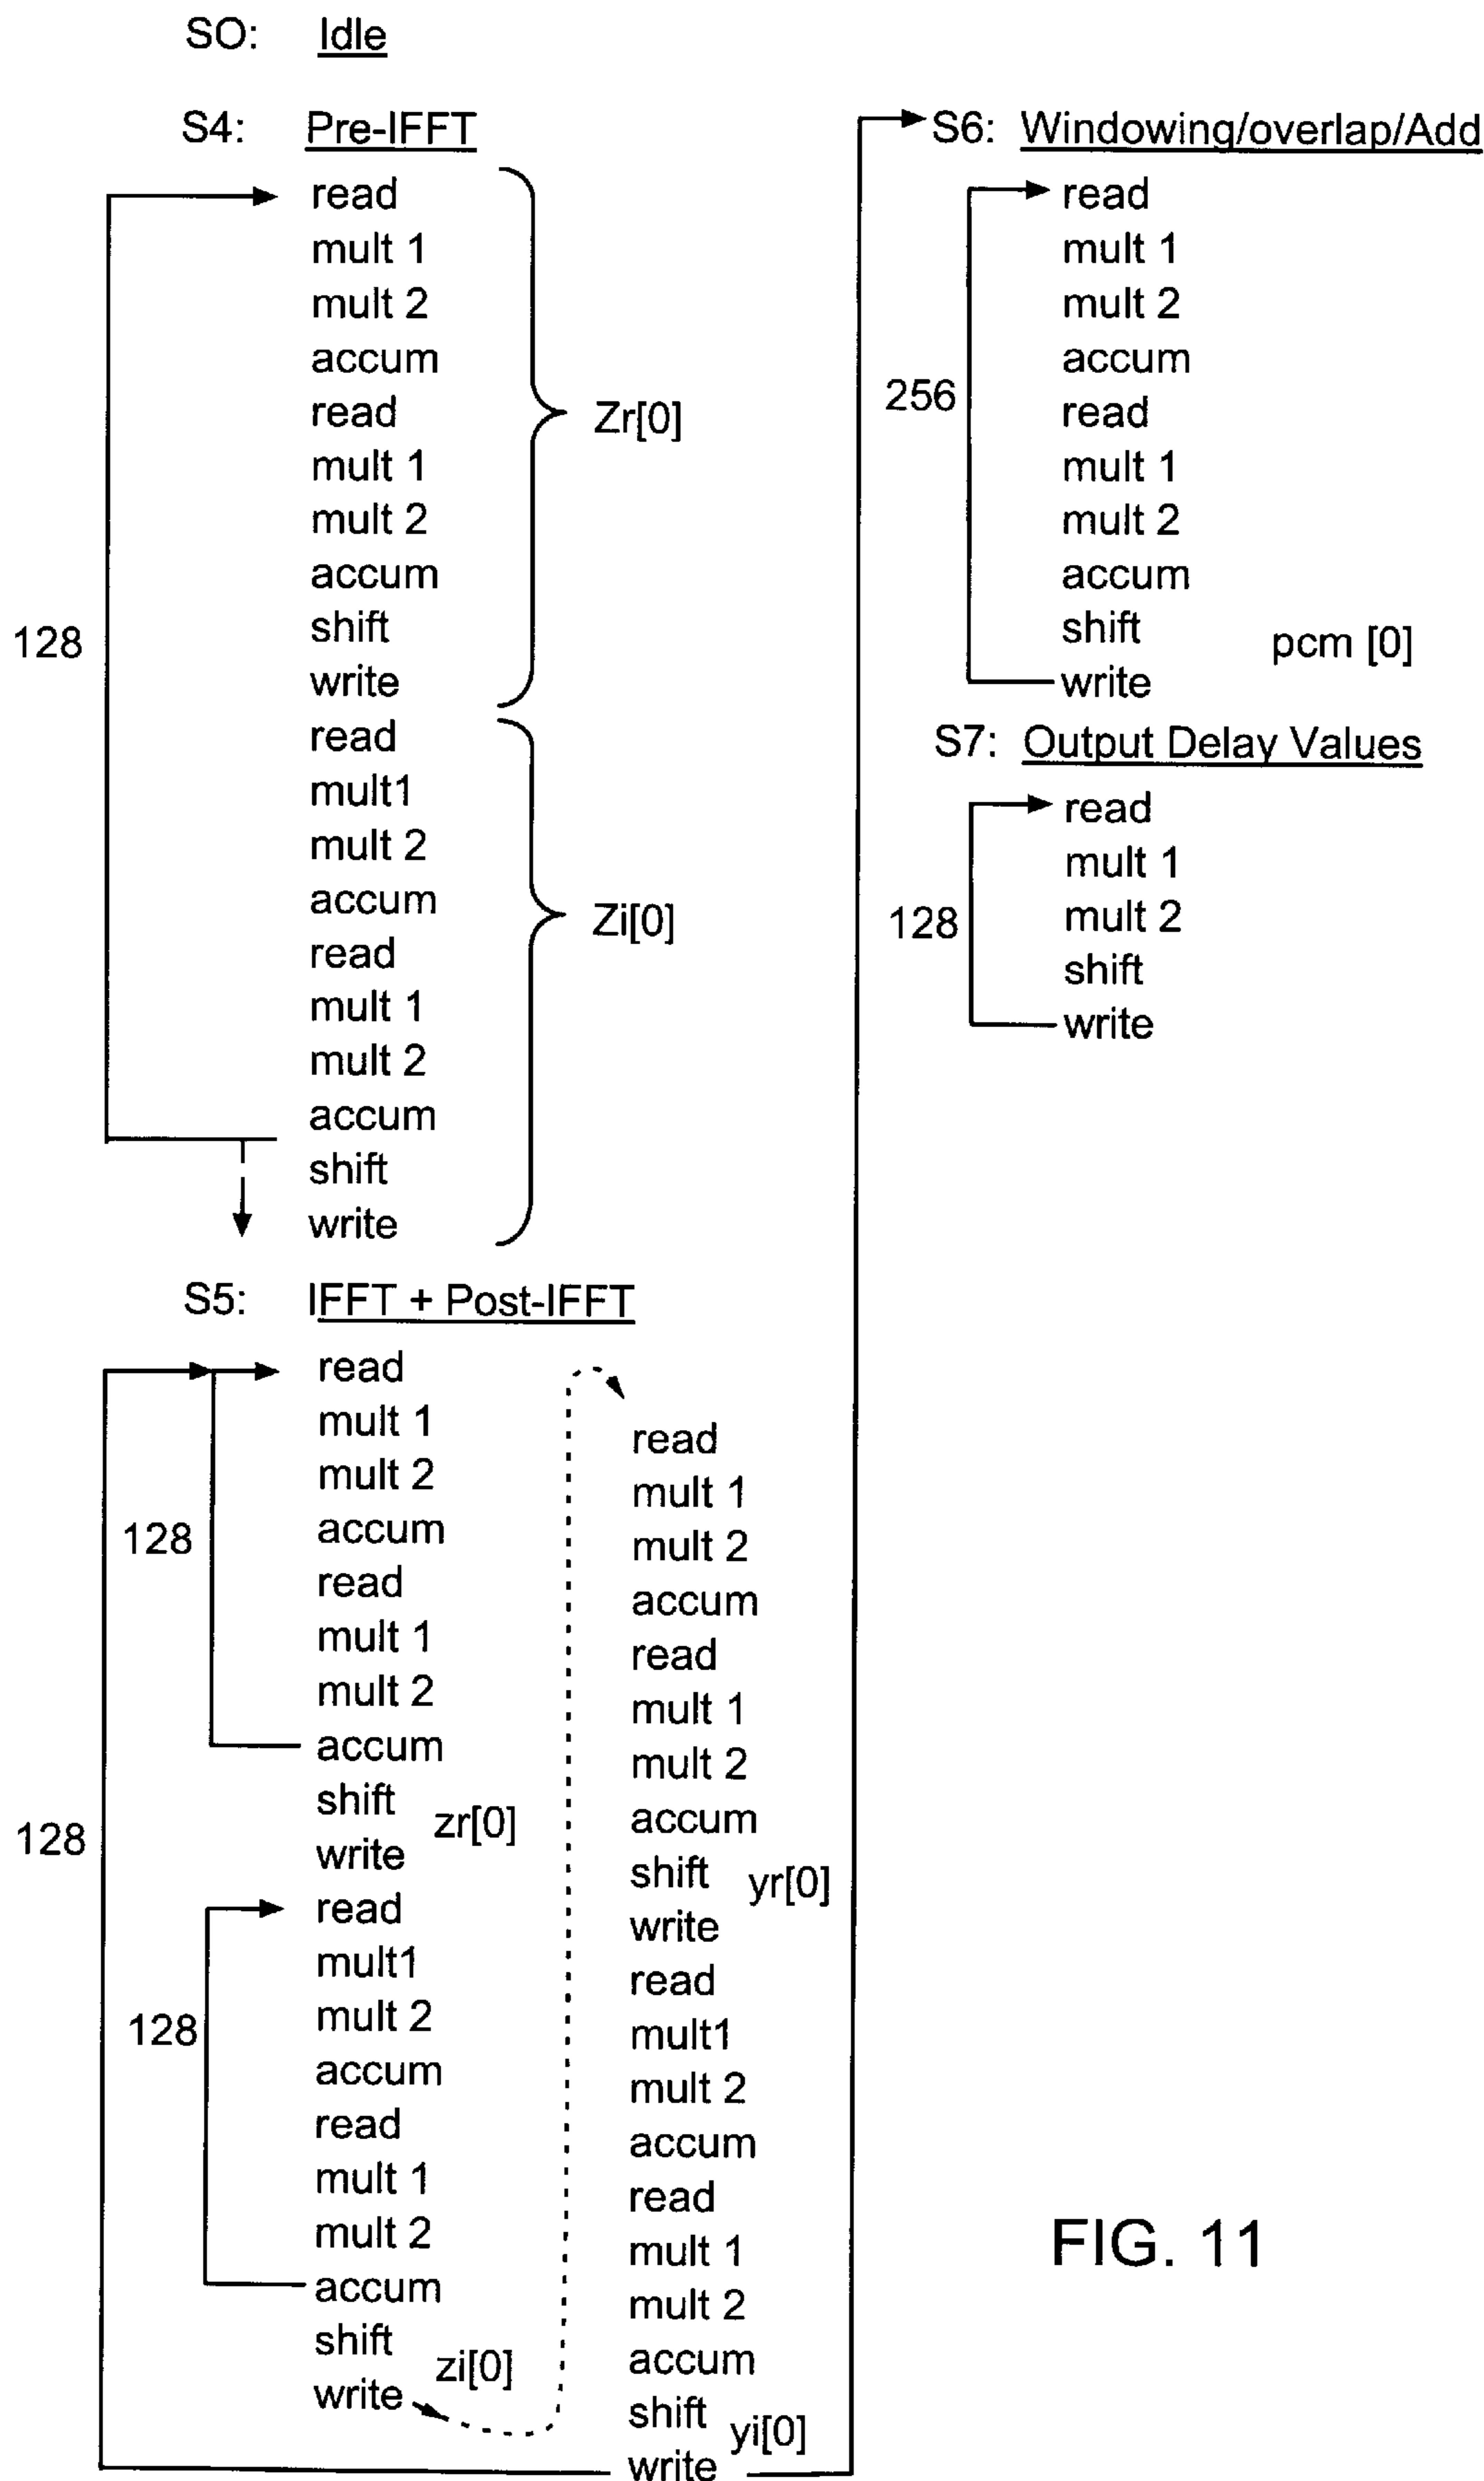 SO: Idle
S4: Pre-IFFT
read
mult 1
mult 2
accum
read
mult 1
mult 2
accum
shift
write
Zr[0]
128
read
mult1
mult 2
accum
read
mult 1
mult 2
accum
shift
write
Zi[0]
S5: IFFT + Post-IFFT
read
mult 1
mult 2
accum
read
mult 1
mult 2
accum
128
shift
write
zr[0]
128
read
mult1
mult 2
accum
read
mult 1
mult 2
accum
128
shift
write
zi[0]
read
mult 1
mult 2
accum
read
mult 1
mult 2
accum
shift
write
yr[0]
read
mult1
mult 2
accum
read
mult 1
mult 2
accum
shift
write
yi[0]
S6: Windowing/overlap/Add
read
mult 1
mult 2
accum
256
read
mult 1
mult 2
accum
shift
write
pcm [0]
S7: Output Delay Values
read
mult 1
mult 2
128
shift
write
FIG. 11